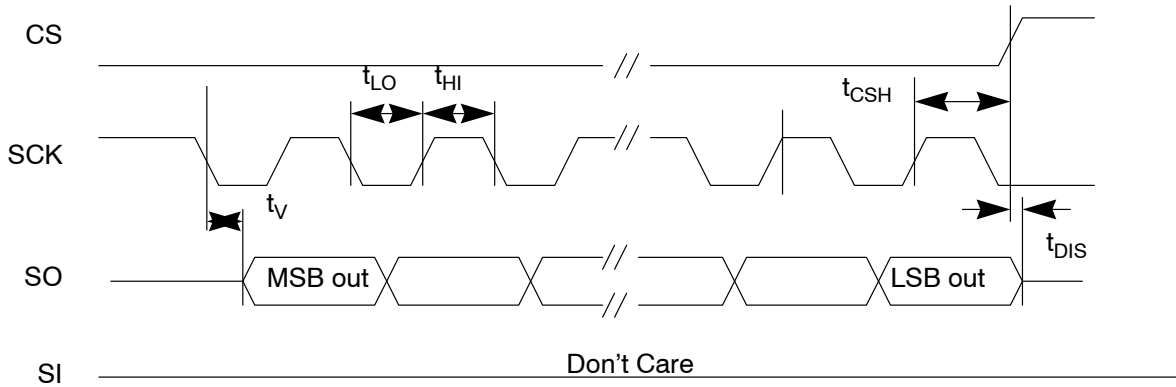 CS
t_LO t_HI
t_CSH
SCK
t_V
t_DIS
SO MSB out LSB out
Don't Care
SI